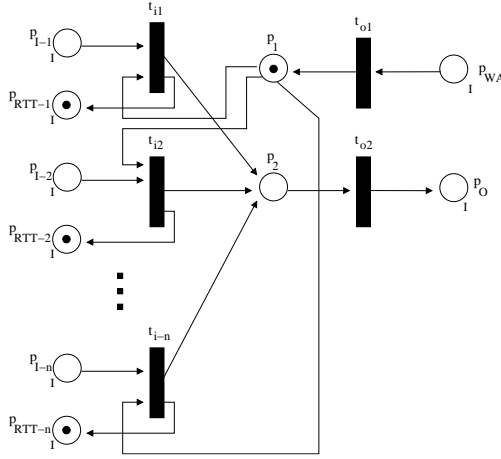 t_i1
p_1
t_o1
p_I−1
I
p_WA
I
p_RTT−1
I
t_i2
p_2
t_o2
p_I−2
I
p_O
I
p_RTT−2
I
t_i−n
p_I−n
I
p_RTT−n
I